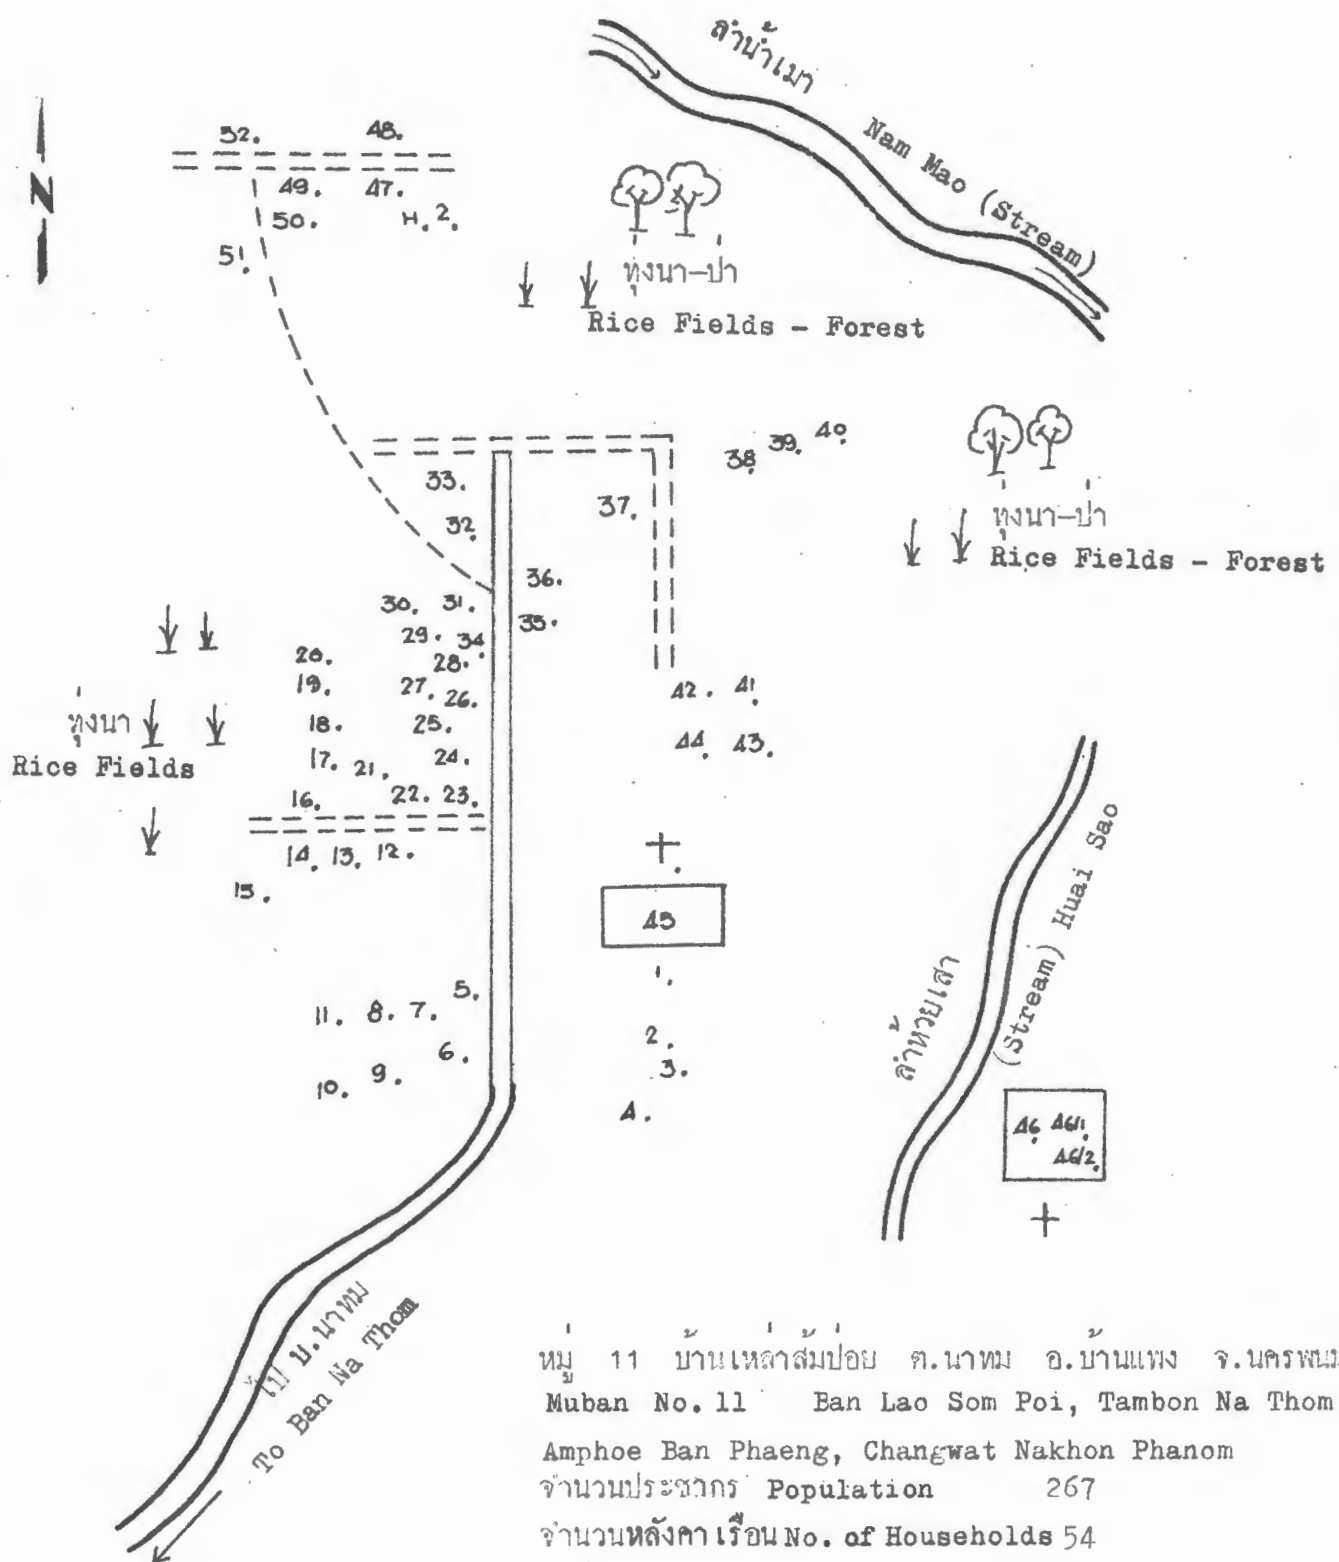 ลำน้ำเมา
Nam Mao (Stream)
N
52. 48.
49. 47.
50. H. 2.
51.
ทุ่งนา-ป่า
Rice Fields - Forest
33. 37. 38. 39. 40.
32.
ทุ่งนา-ป่า
Rice Fields - Forest
36.
30. 31. 35.
29. 34
20. 28.
19. 27. 26. 42. 41.
ทุ่งนา 18. 25.
Rice Fields 17. 21. 24. 44. 43.
16. 22. 23.
14. 13. 12.
15.
45
1.
5.
11. 8. 7.
2.
6. 3.
10. 9.
4.
ลำห้วยเสา
(Stream) Huai Sao
46. 46/1.
46/2.
ไป บ.นาทม
To Ban Na Thom
หมู่ 11 บ้านเหล่าส้มป่อย ต.นาทม อ.บ้านแพง จ.นครพนม
Muban No. 11 Ban Lao Som Poi, Tambon Na Thom
Amphoe Ban Phaeng, Changwat Nakhon Phanom
จำนวนประชากร Population 267
จำนวนหลังคาเรือน No. of Households 54